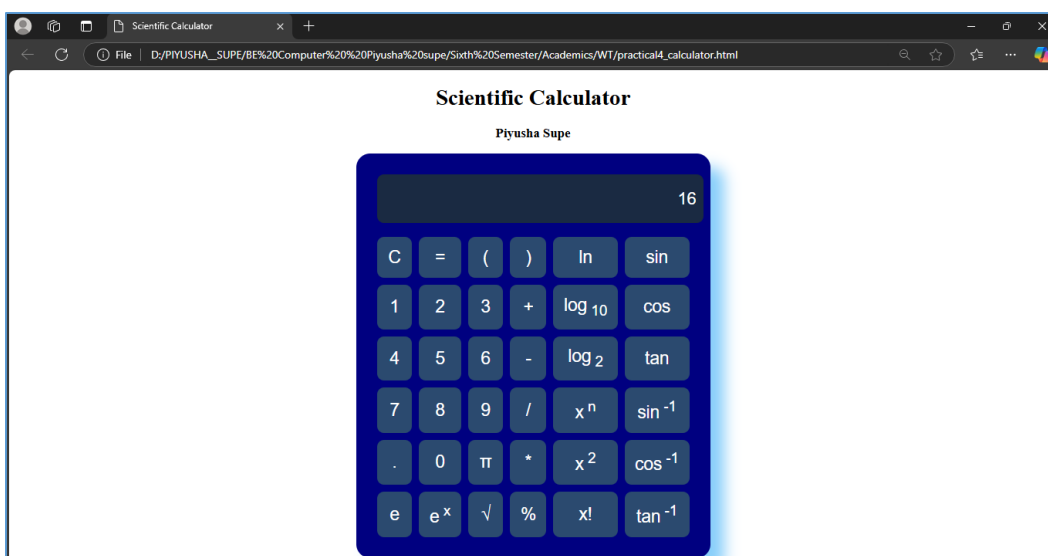 Scientific Calculator
File D:/PIYUSHA__SUPE/BE%20Computer%20%20Piyusha%20supe/Sixth%20Semester/Academics/WT/practical4_calculator.html
Scientific Calculator
Piyusha Supe
16
C = ( ) ln sin
1 2 3 + log 10 cos
4 5 6 - log 2 tan
7 8 9 / x n sin -1
. 0 π * x 2 cos -1
e e x √ % x! tan -1